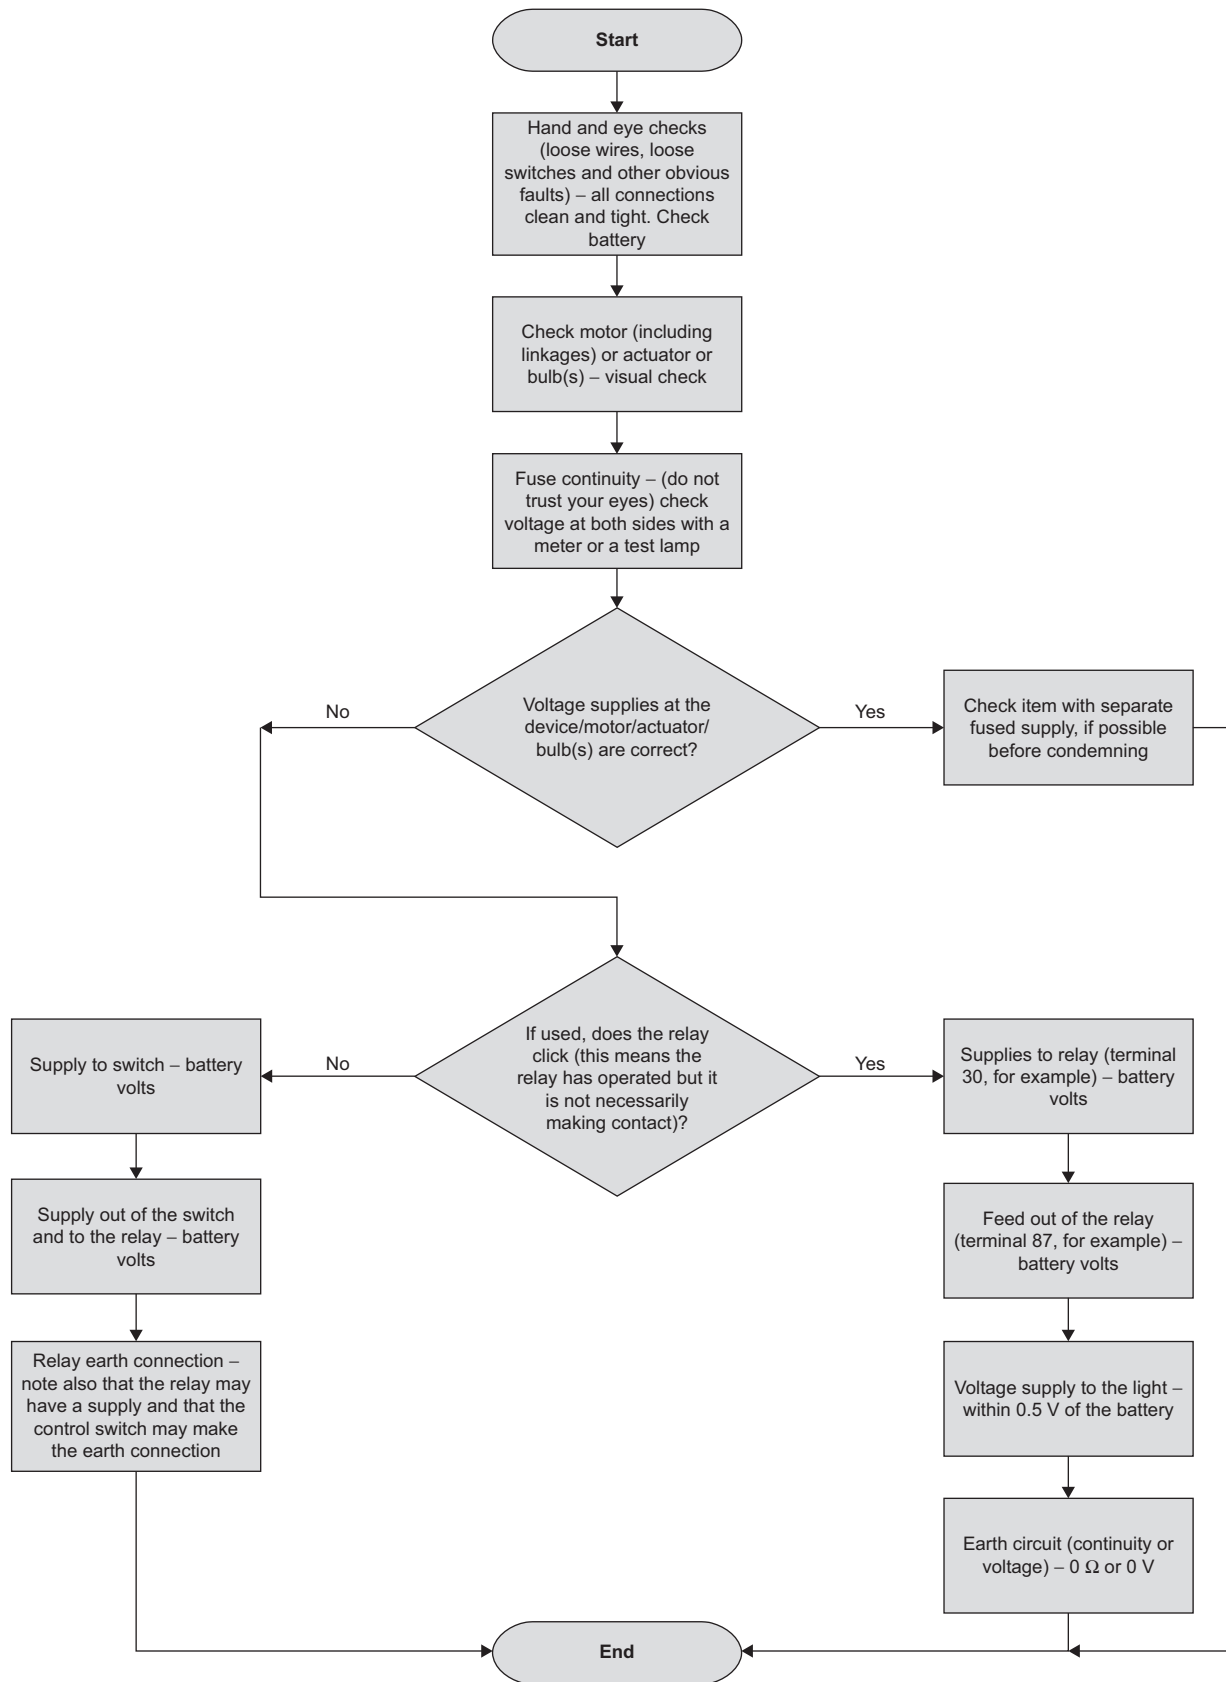 Start
Hand and eye checks
(loose wires, loose
switches and other obvious
faults) – all connections
clean and tight. Check
battery
Check motor (including
linkages) or actuator or
bulb(s) – visual check
Fuse continuity – (do not
trust your eyes) check
voltage at both sides with a
meter or a test lamp
No
Voltage supplies at the
device/motor/actuator/
bulb(s) are correct?
Yes
Check item with separate
fused supply, if possible
before condemning
If used, does the relay
click (this means the
relay has operated but it
is not necessarily
making contact)?
No
Supply to switch – battery
volts
Supply out of the switch
and to the relay – battery
volts
Relay earth connection –
note also that the relay may
have a supply and that the
control switch may make
the earth connection
Yes
Supplies to relay (terminal
30, for example) – battery
volts
Feed out of the relay
(terminal 87, for example) –
battery volts
Voltage supply to the light –
within 0.5 V of the battery
Earth circuit (continuity or
voltage) – 0 Ω or 0 V
End